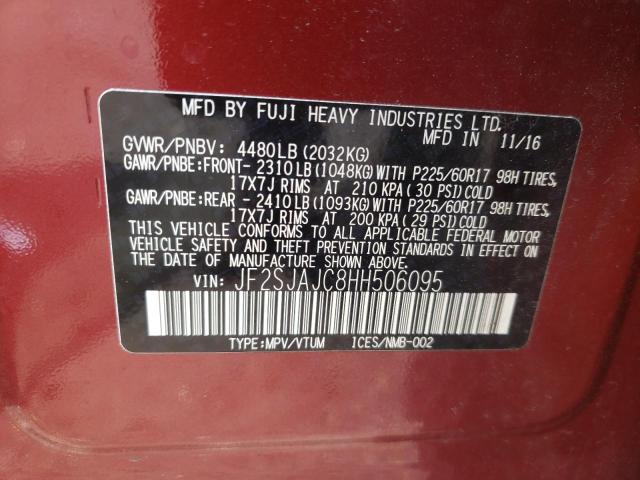 MFD BY FUJI HEAVY INDUSTRIES LTD.
MFD IN 11/16
GVWR/PNBV: 4480LB (2032KG)
GAWR/PNBE:FRONT- 2310LB (1048KG) WITH P225/60R17 98H TIRES,
17X7J RIMS AT 210 KPA ( 30 PSI) COLD
GAWR/PNBE:REAR - 2410LB (1093KG) WITH P225/60R17 98H TIRES,
17X7J RIMS AT 200 KPA ( 29 PSI) COLD
THIS VEHICLE CONFORMS TO ALL APPLICABLE FEDERAL MOTOR
VEHICLE SAFETY AND THEFT PREVENTION STANDARDS IN EFFECT ON
THE DATE OF MANUFACTURE SHOWN ABOVE.
VIN: JF2SJAJC8HH506095
TYPE:MPV/VTUM ICES/NMB-002